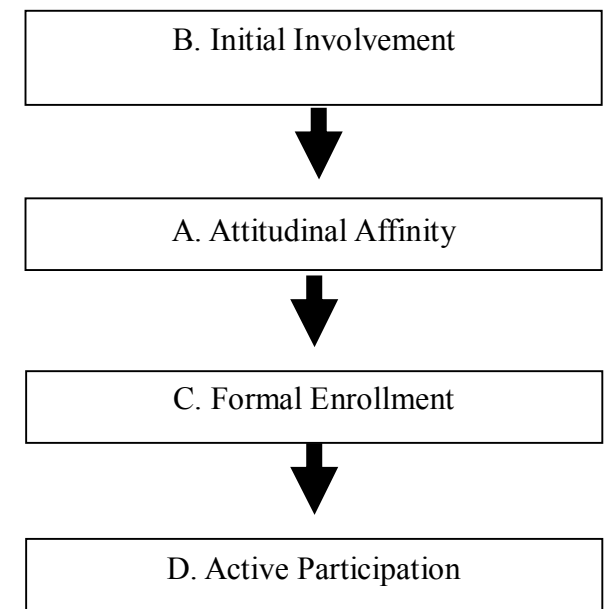 B. Initial Involvement
A. Attitudinal Affinity
C. Formal Enrollment
D. Active Participation